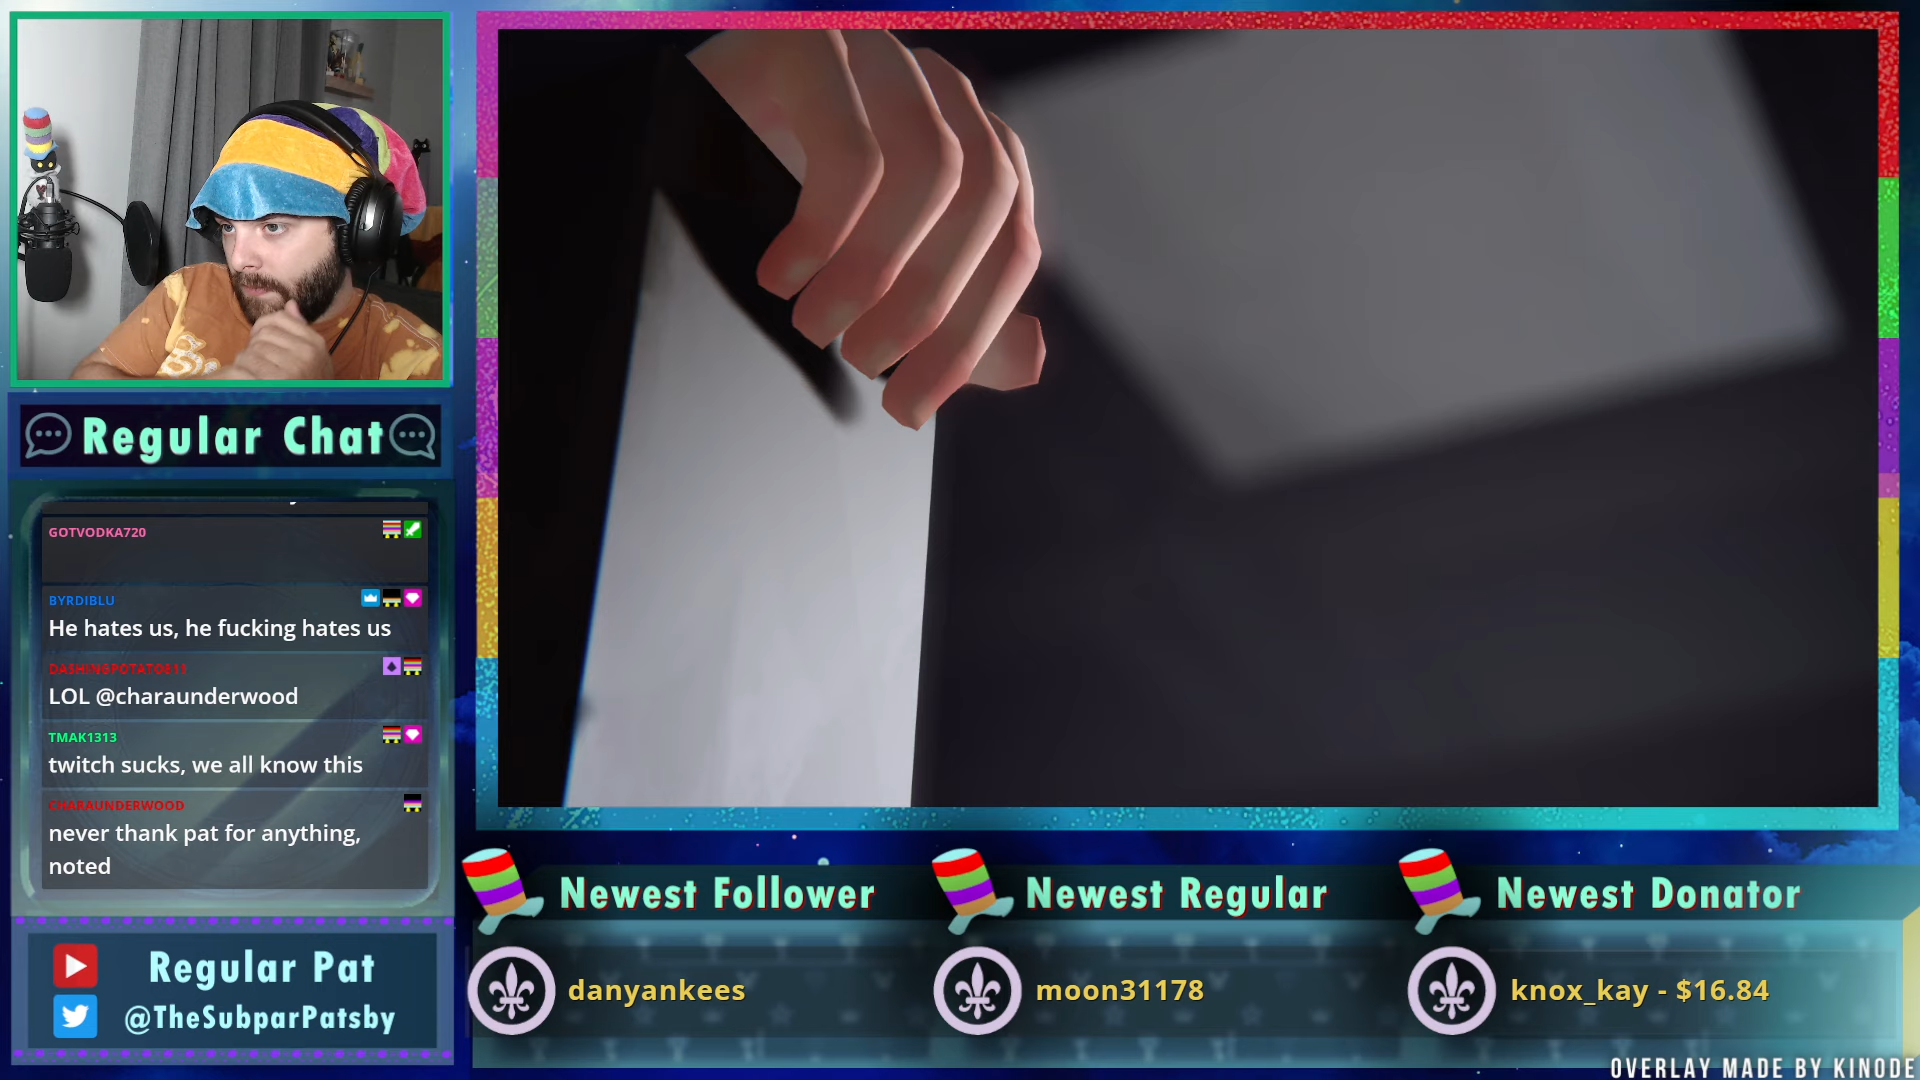 Regular Chat
GOTVODKA720
BYRDIBLU
He hates us, he fucking hates us
DASHINGPOTATO611
LOL @charaunderwood
TMAK1313
twitch sucks, we all know this
CHARAUNDERWOOD
never thank pat for anything,
noted
Regular Pat
@TheSubparPatsby
Newest Follower
danyankees
Newest Regular
moon31178
Newest Donator
knox_kay - $16.84
OVERLAY MADE BY KINODE